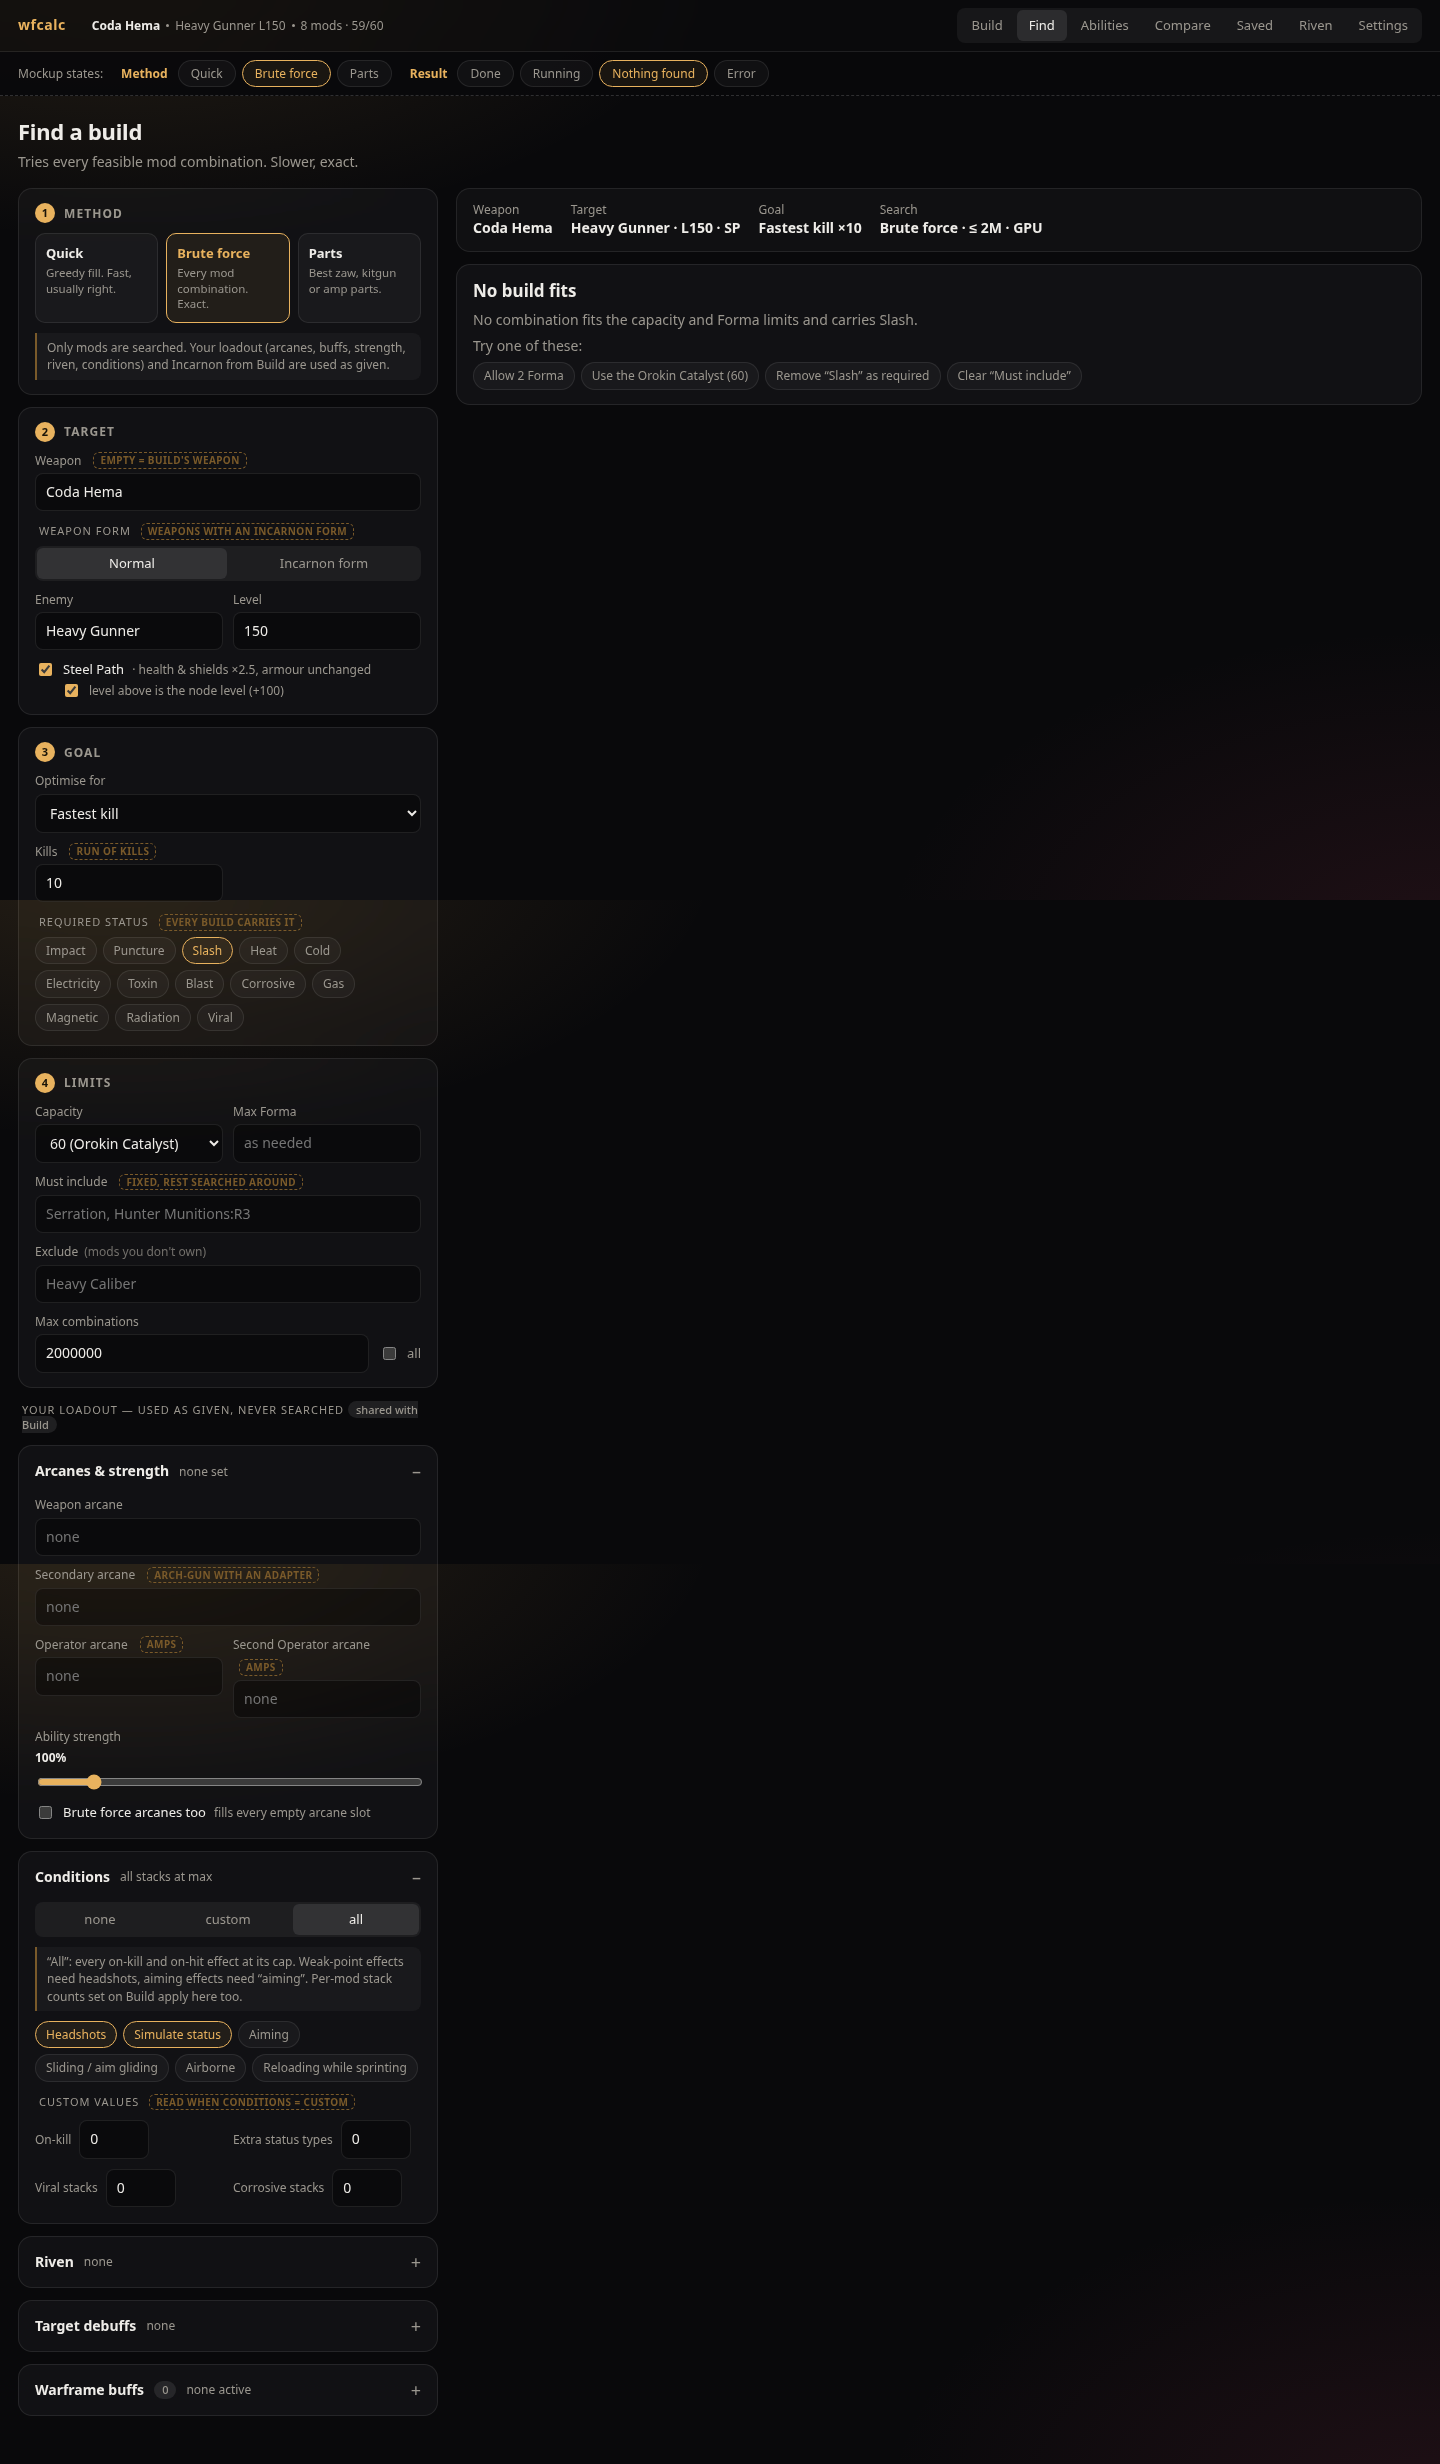 wfcalc
Coda Hema • Heavy Gunner L150 • 8 mods · 59/60
Build Find Abilities Compare Saved Riven Settings
Mockup states: Method Quick Brute force Parts Result Done Running Nothing found Error
Find a build
Tries every feasible mod combination. Slower, exact.
1 METHOD
Quick
Greedy fill. Fast,
usually right.
Brute force
Every mod
combination.
Exact.
Parts
Best zaw, kitgun
or amp parts.
Only mods are searched. Your loadout (arcanes, buffs, strength,
riven, conditions) and Incarnon from Build are used as given.
2 TARGET
Weapon EMPTY = BUILD'S WEAPON
Coda Hema
WEAPON FORM WEAPONS WITH AN INCARNON FORM
Normal Incarnon form
Enemy Level
Heavy Gunner 150
Steel Path · health & shields ×2.5, armour unchanged
level above is the node level (+100)
3 GOAL
Optimise for
Fastest kill
Kills RUN OF KILLS
10
REQUIRED STATUS EVERY BUILD CARRIES IT
Impact Puncture Slash Heat Cold
Electricity Toxin Blast Corrosive Gas
Magnetic Radiation Viral
4 LIMITS
Capacity Max Forma
60 (Orokin Catalyst) as needed
Must include FIXED, REST SEARCHED AROUND
Serration, Hunter Munitions:R3
Exclude (mods you don't own)
Heavy Caliber
Max combinations
2000000 all
YOUR LOADOUT — USED AS GIVEN, NEVER SEARCHED shared with
Build
Arcanes & strength none set –
Weapon arcane
none
Secondary arcane ARCH-GUN WITH AN ADAPTER
none
Operator arcane AMPS
none
Second Operator arcane
AMPS
none
Ability strength
100%
Brute force arcanes too fills every empty arcane slot
Conditions all stacks at max –
none custom all
“All”: every on-kill and on-hit effect at its cap. Weak-point effects
need headshots, aiming effects need “aiming”. Per-mod stack
counts set on Build apply here too.
Headshots Simulate status Aiming
Sliding / aim gliding Airborne Reloading while sprinting
CUSTOM VALUES READ WHEN CONDITIONS = CUSTOM
On-kill 0 Extra status types 0
Viral stacks 0 Corrosive stacks 0
Riven none +
Target debuffs none +
Warframe buffs 0 none active +
Weapon Target Goal Search
Coda Hema Heavy Gunner · L150 · SP Fastest kill ×10 Brute force · ≤ 2M · GPU
No build fits
No combination fits the capacity and Forma limits and carries Slash.
Try one of these:
Allow 2 Forma Use the Orokin Catalyst (60) Remove “Slash” as required Clear “Must include”